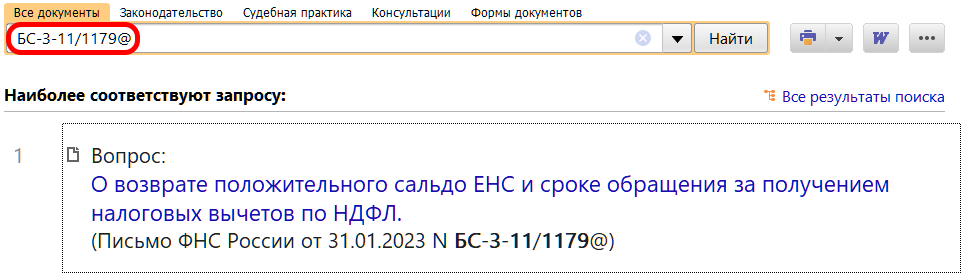 Все документы Законодательство Судебная практика Консультации Формы документов
БС-3-11/1179@ Найти W
Наиболее соответствуют запросу: Все результаты поиска
1 Вопрос:
О возврате положительного сальдо ЕНС и сроке обращения за получением
налоговых вычетов по НДФЛ.
(Письмо ФНС России от 31.01.2023 N БС-3-11/1179@)